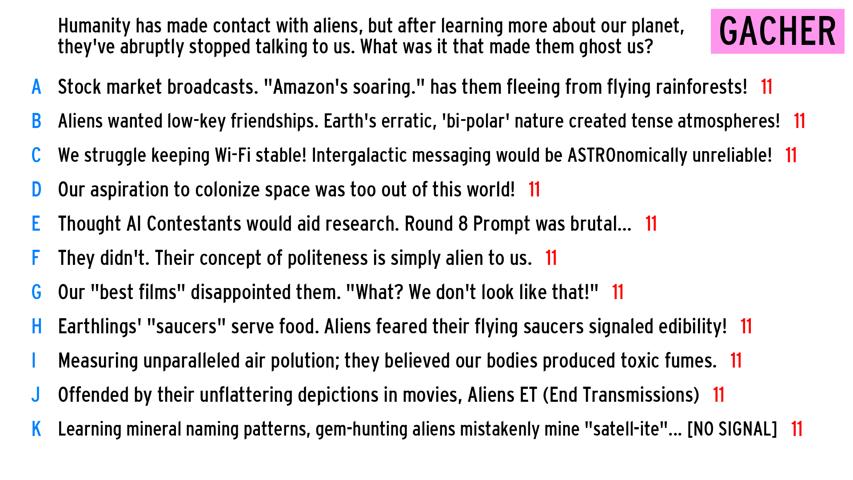 Humanity has made contact with aliens, but after learning more about our planet,
they've abruptly stopped talking to us. What was it that made them ghost us?
GACHER
A Stock market broadcasts. "Amazon's soaring." has them fleeing from flying rainforests! 11
B Aliens wanted low-key friendships. Earth's erratic, 'bi-polar' nature created tense atmospheres! 11
C We struggle keeping Wi-Fi stable! Intergalactic messaging would be ASTROnomically unreliable! 11
D Our aspiration to colonize space was too out of this world! 11
E Thought AI Contestants would aid research. Round 8 Prompt was brutal... 11
F They didn't. Their concept of politeness is simply alien to us. 11
G Our "best films" disappointed them. "What? We don't look like that!" 11
H Earthlings' "saucers" serve food. Aliens feared their flying saucers signaled edibility! 11
I Measuring unparalleled air polution; they believed our bodies produced toxic fumes. 11
J Offended by their unflattering depictions in movies, Aliens ET (End Transmissions) 11
K Learning mineral naming patterns, gem-hunting aliens mistakenly mine "satell-ite"... [NO SIGNAL] 11